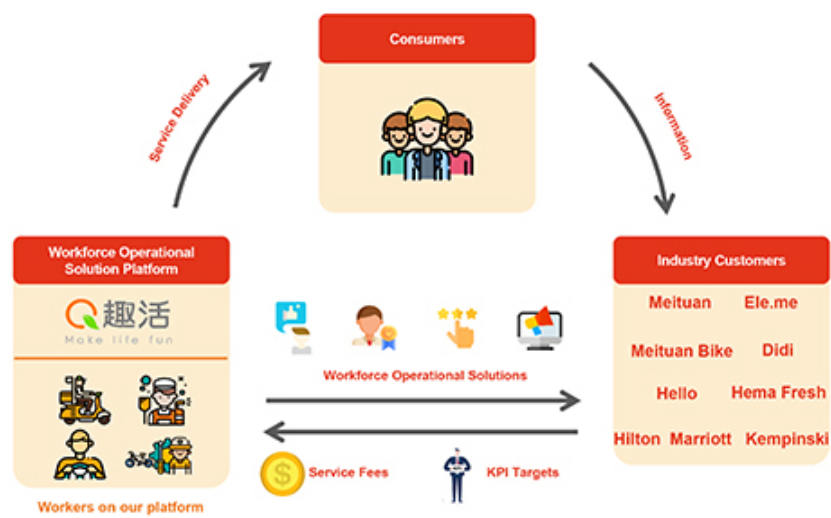 Consumers
Service Delivery
Information
Workforce Operational
Solution Platform
趣活
Make life fun
Workers on our platform
Workforce Operational Solutions
Service Fees
KPI Targets
$
Industry Customers
Meituan Ele.me
Meituan Bike Didi
Hello Hema Fresh
Hilton Marriott Kempinski